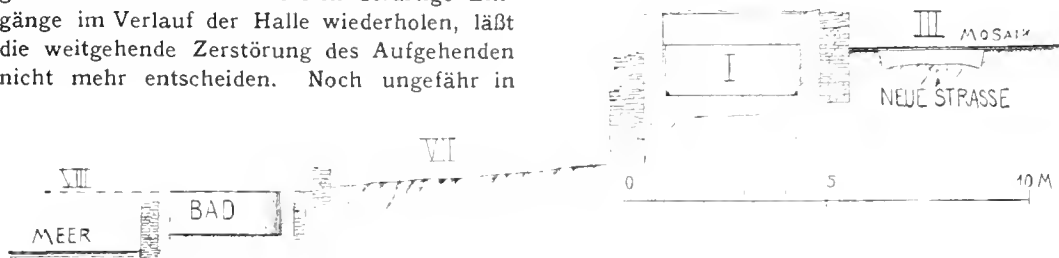 gänge im Verlauf der Halle wiederholen, läßt
die weitgehende Zerstörung des Aufgehenden
nicht mehr entscheiden. Noch ungefähr in
III MOSAIK
I
NEUE STRASSE
VI
VIII
0 5 10 M
BAD
MEER